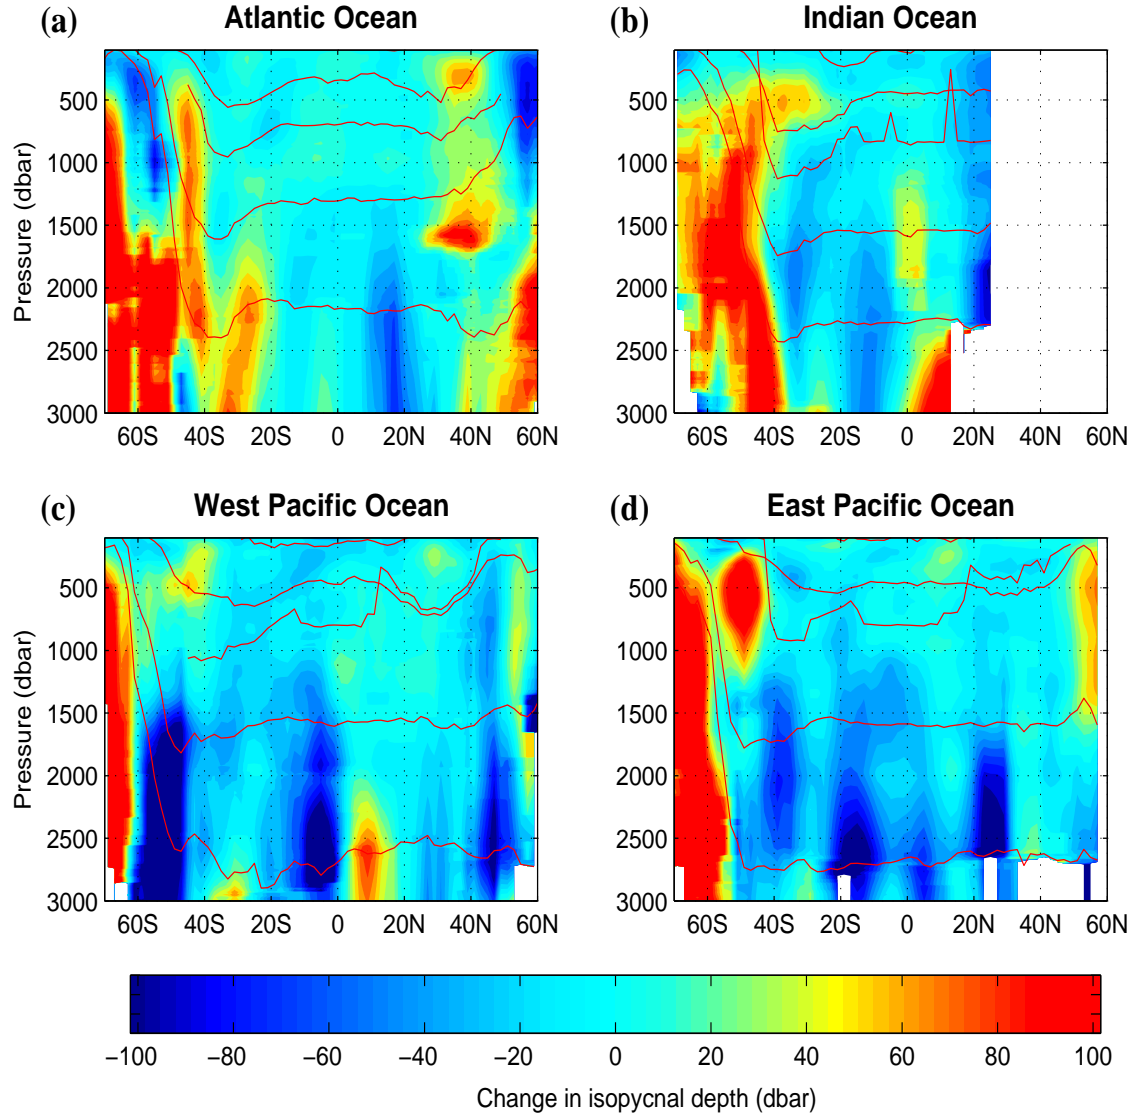 (a) Atlantic Ocean
(b) Indian Ocean
Pressure (dbar)
500
1000
1500
2000
2500
3000
60S 40S 20S 0 20N 40N 60N
500
1000
1500
2000
2500
3000
60S 40S 20S 0 20N 40N 60N
(c) West Pacific Ocean
(d) East Pacific Ocean
Pressure (dbar)
500
1000
1500
2000
2500
3000
60S 40S 20S 0 20N 40N 60N
500
1000
1500
2000
2500
3000
60S 40S 20S 0 20N 40N 60N
−100 −80 −60 −40 −20 0 20 40 60 80 100
Change in isopycnal depth (dbar)